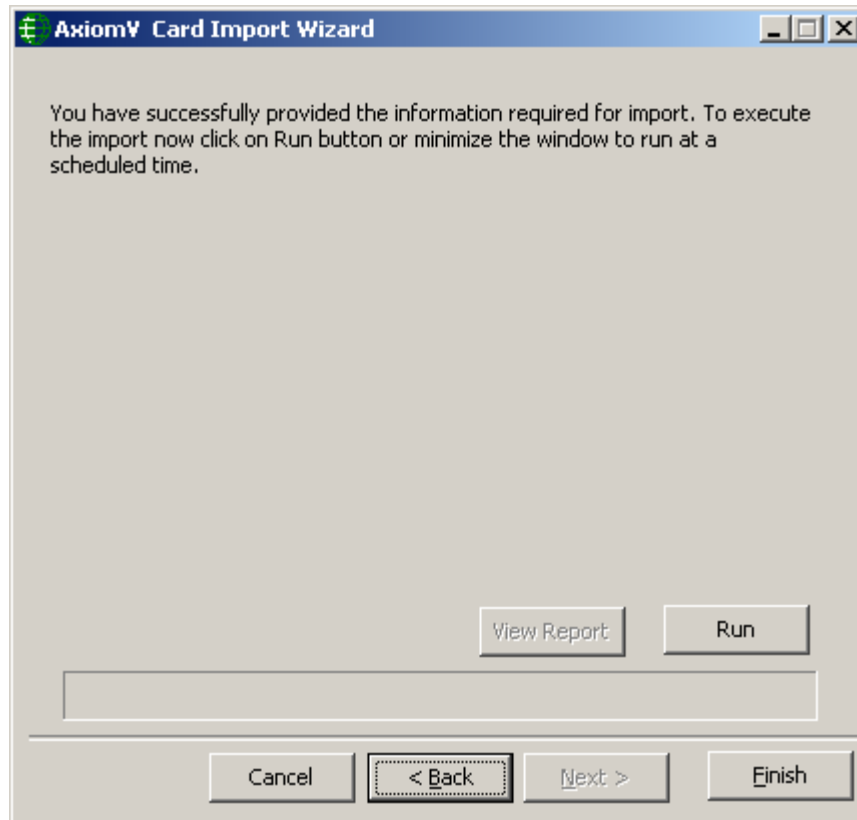 AxiomV Card Import Wizard
You have successfully provided the information required for import. To execute
the import now click on Run button or minimize the window to run at a
scheduled time.
View Report
Run
Cancel
< Back
Next >
Finish